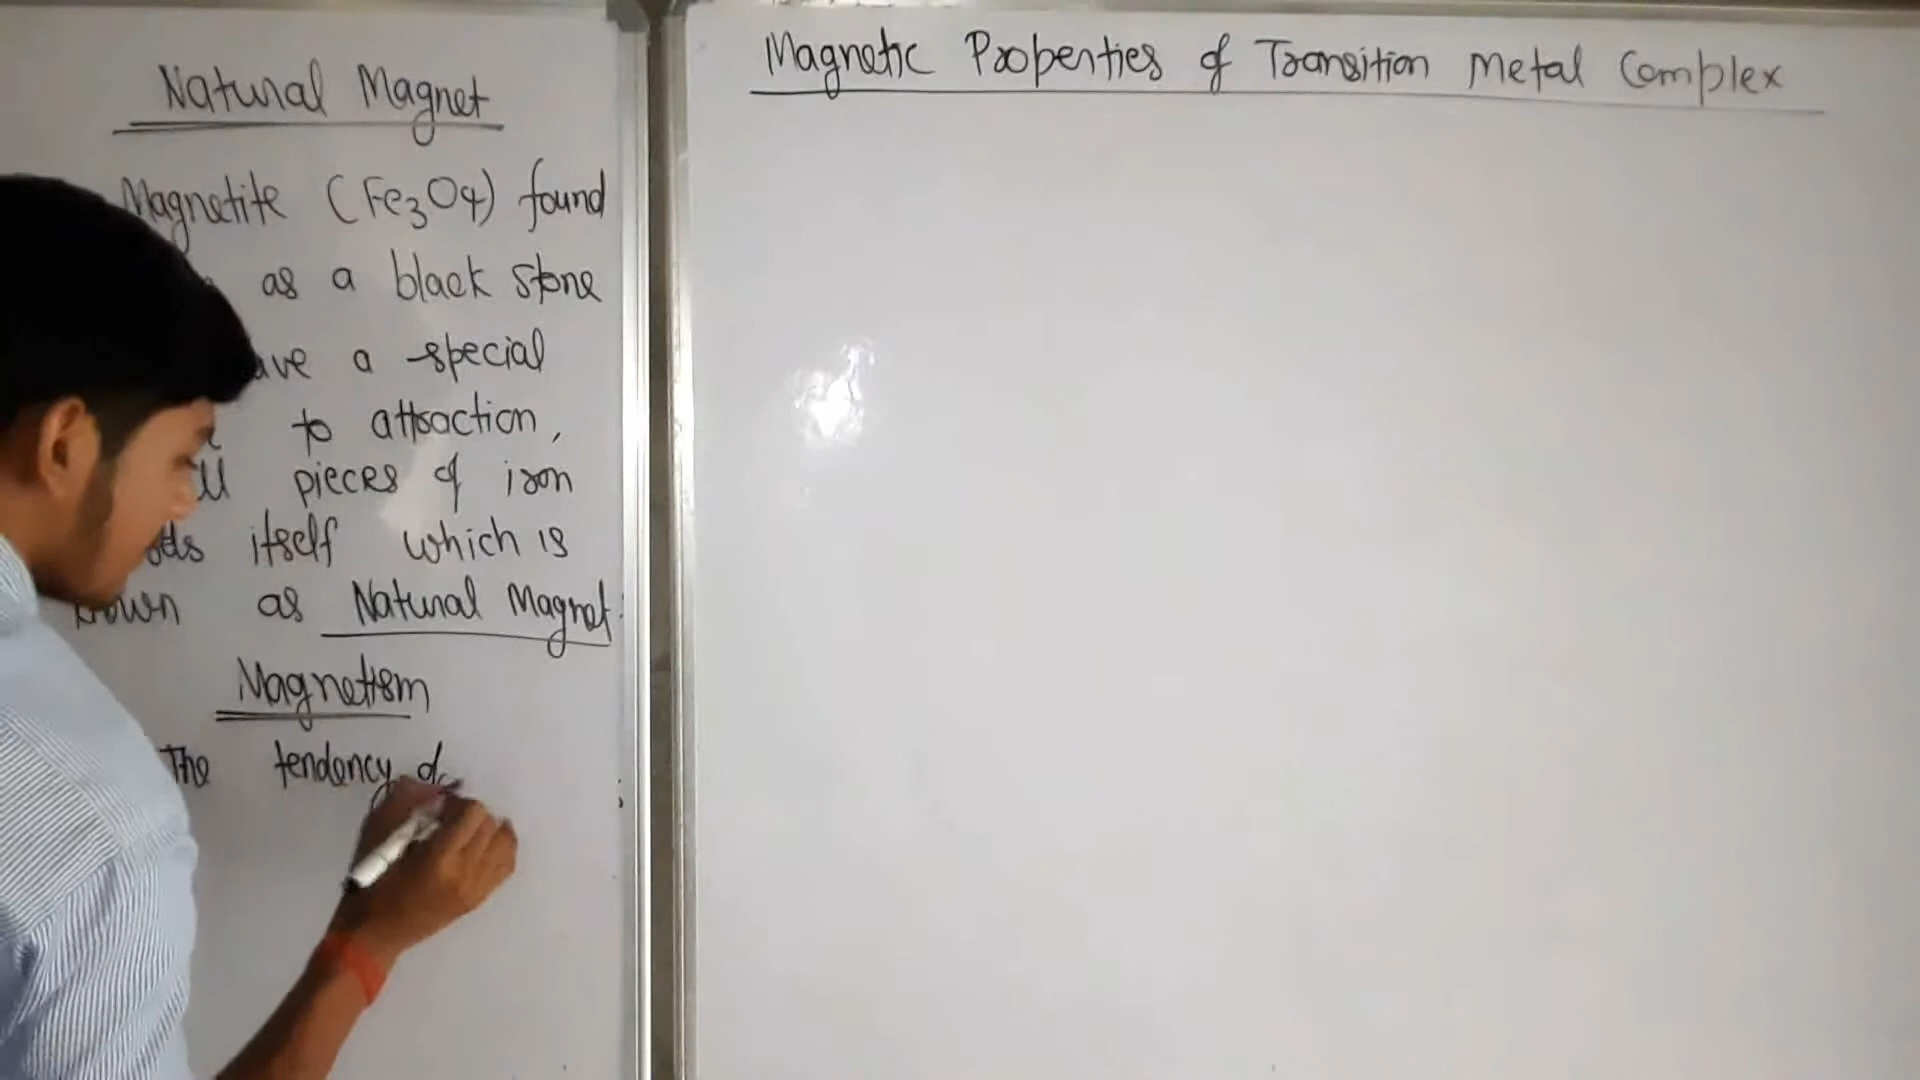 Natural Magnet
Magnetite (Fe3O4) found
as a black stone
a special
to attraction,
pieces of iron
itself which is
as Natural Magnet.
Magnetism
The tendency
Magnetic Properties of Transition Metal Complex